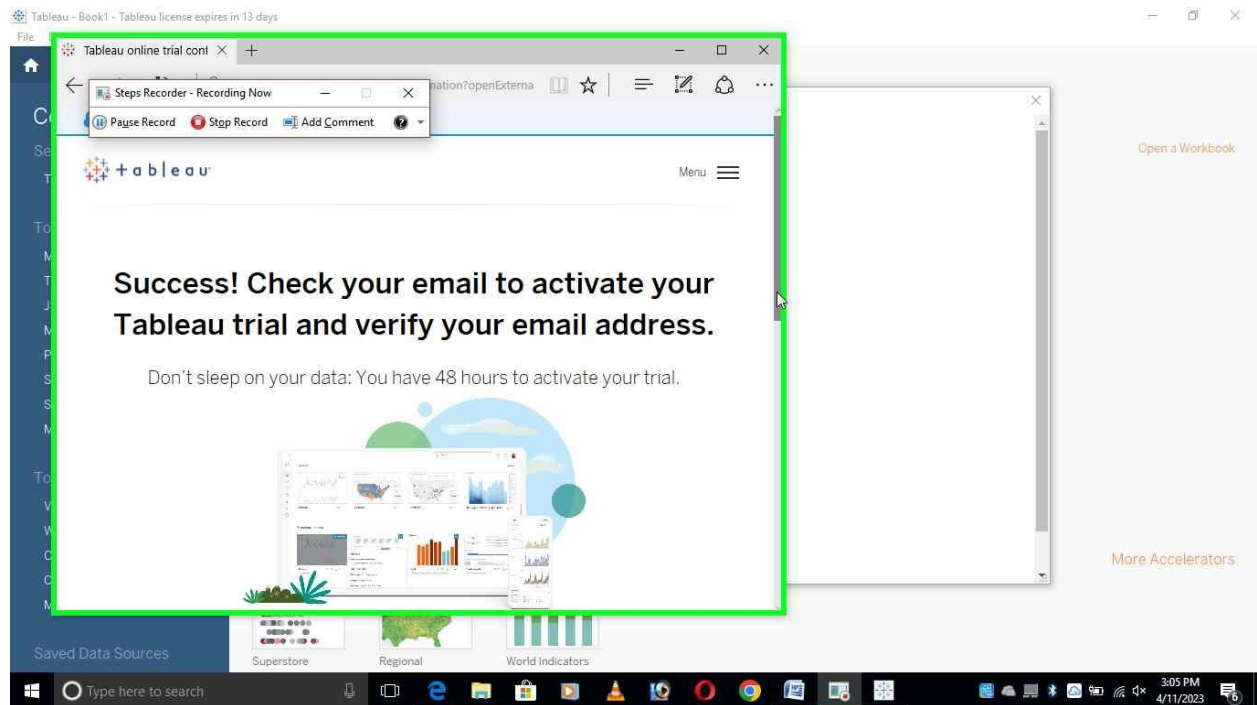 Tableau - Book1 - Tableau license expires in 13 days
File
Tableau online trial conf
nation?openExterna
Steps Recorder - Recording Now
Pause Record Stop Record Add Comment
Open a Workbook
+ a b l e a u
Menu
Success! Check your email to activate your
Tableau trial and verify your email address.
Don't sleep on your data: You have 48 hours to activate your trial.
More Accelerators
Saved Data Sources
Superstore Regional World Indicators
Type here to search
3:05 PM
4/11/2023
6